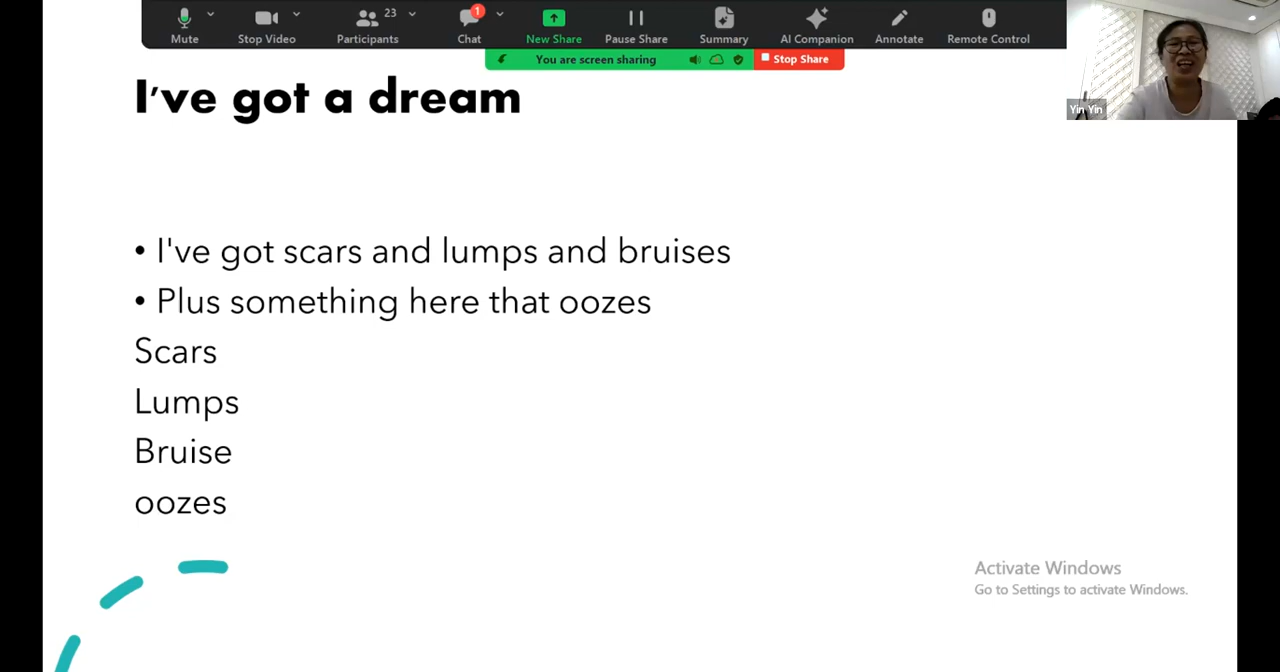 Mute
Stop Video
Participants
23
Chat
1
New Share
Pause Share
Summary
AI Companion
Annotate
Remote Control
You are screen sharing
Stop Share
Yin Yin
I've got a dream
• I've got scars and lumps and bruises
• Plus something here that oozes
Scars
Lumps
Bruise
oozes
Activate Windows
Go to Settings to activate Windows.